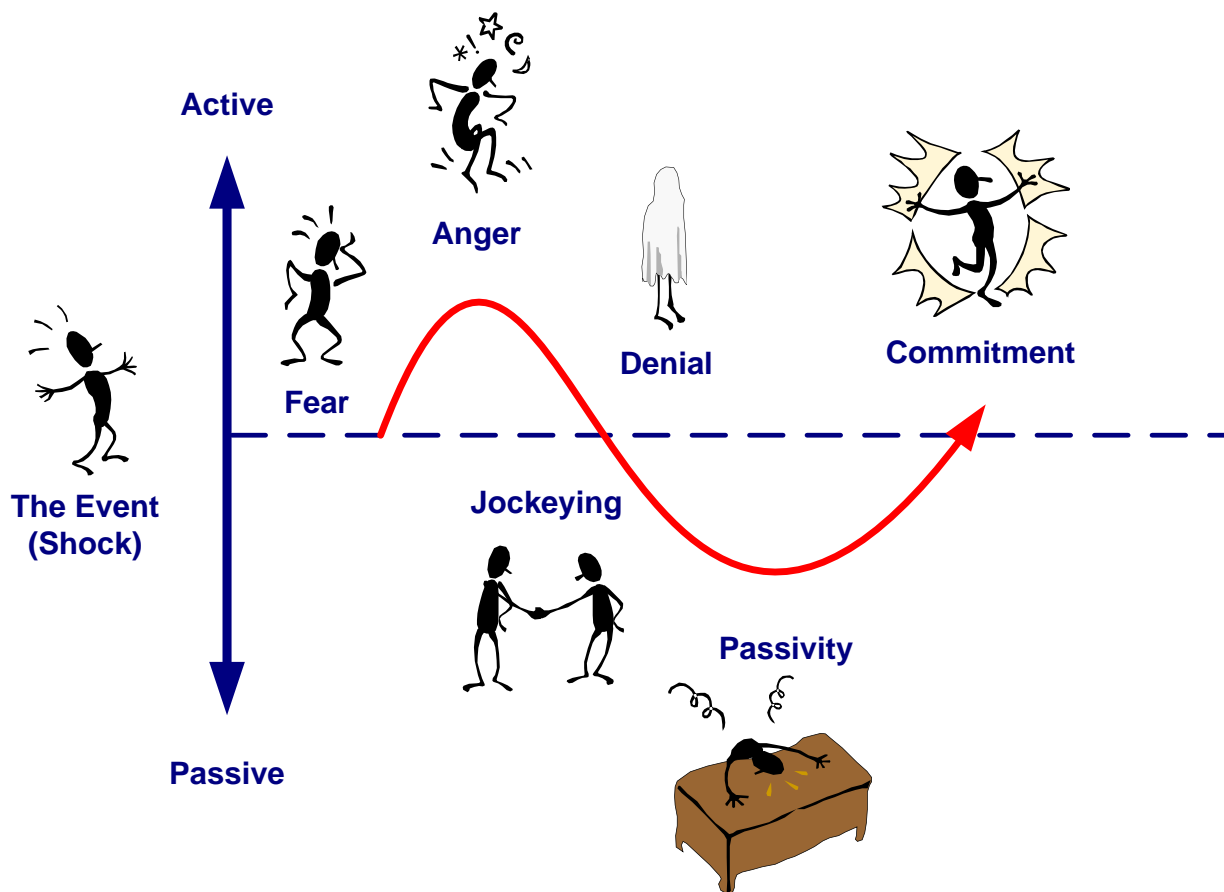 Active
Anger
Fear
Denial
Commitment
The Event
(Shock)
Jockeying
Passivity
Passive